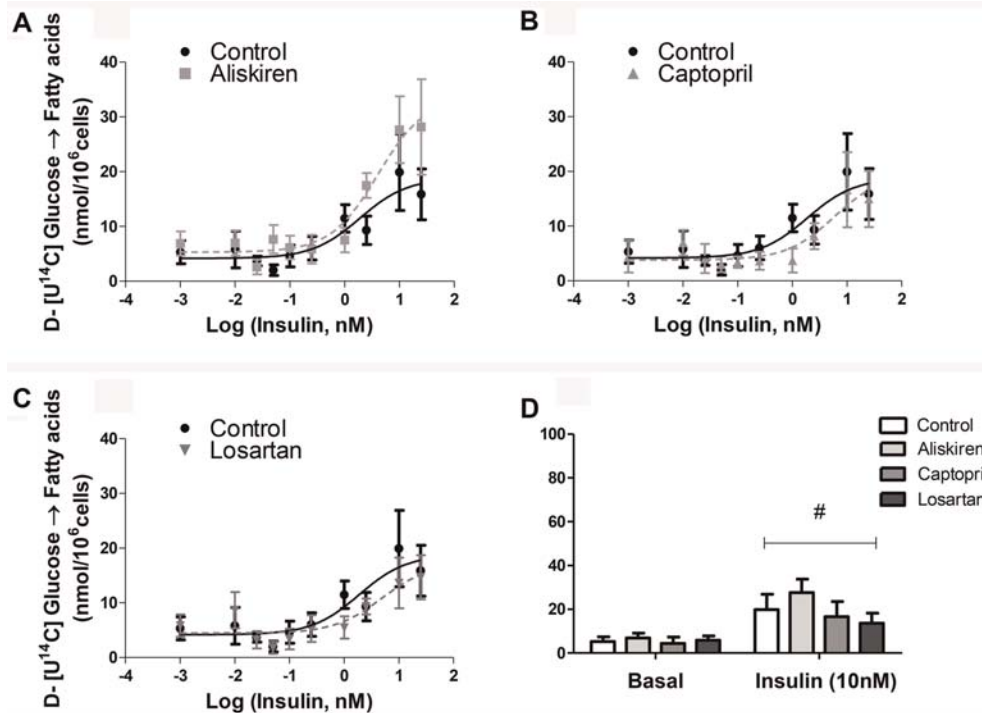 A
D- [U¹⁴C] Glucose → Fatty acids
(nmol/10⁶cells)
Control
Aliskiren
40
30
20
10
0
-4 -3 -2 -1 0 1 2
Log (Insulin, nM)
B
Control
Captopril
40
30
20
10
0
-4 -3 -2 -1 0 1 2
Log (Insulin, nM)
C
D- [U¹⁴C] Glucose → Fatty acids
(nmol/10⁶cells)
Control
Losartan
40
30
20
10
0
-4 -3 -2 -1 0 1 2
Log (Insulin, nM)
D
Control
Aliskiren
Captopri
Losartan
100
80
60
40
20
0
#
Basal Insulin (10nM)